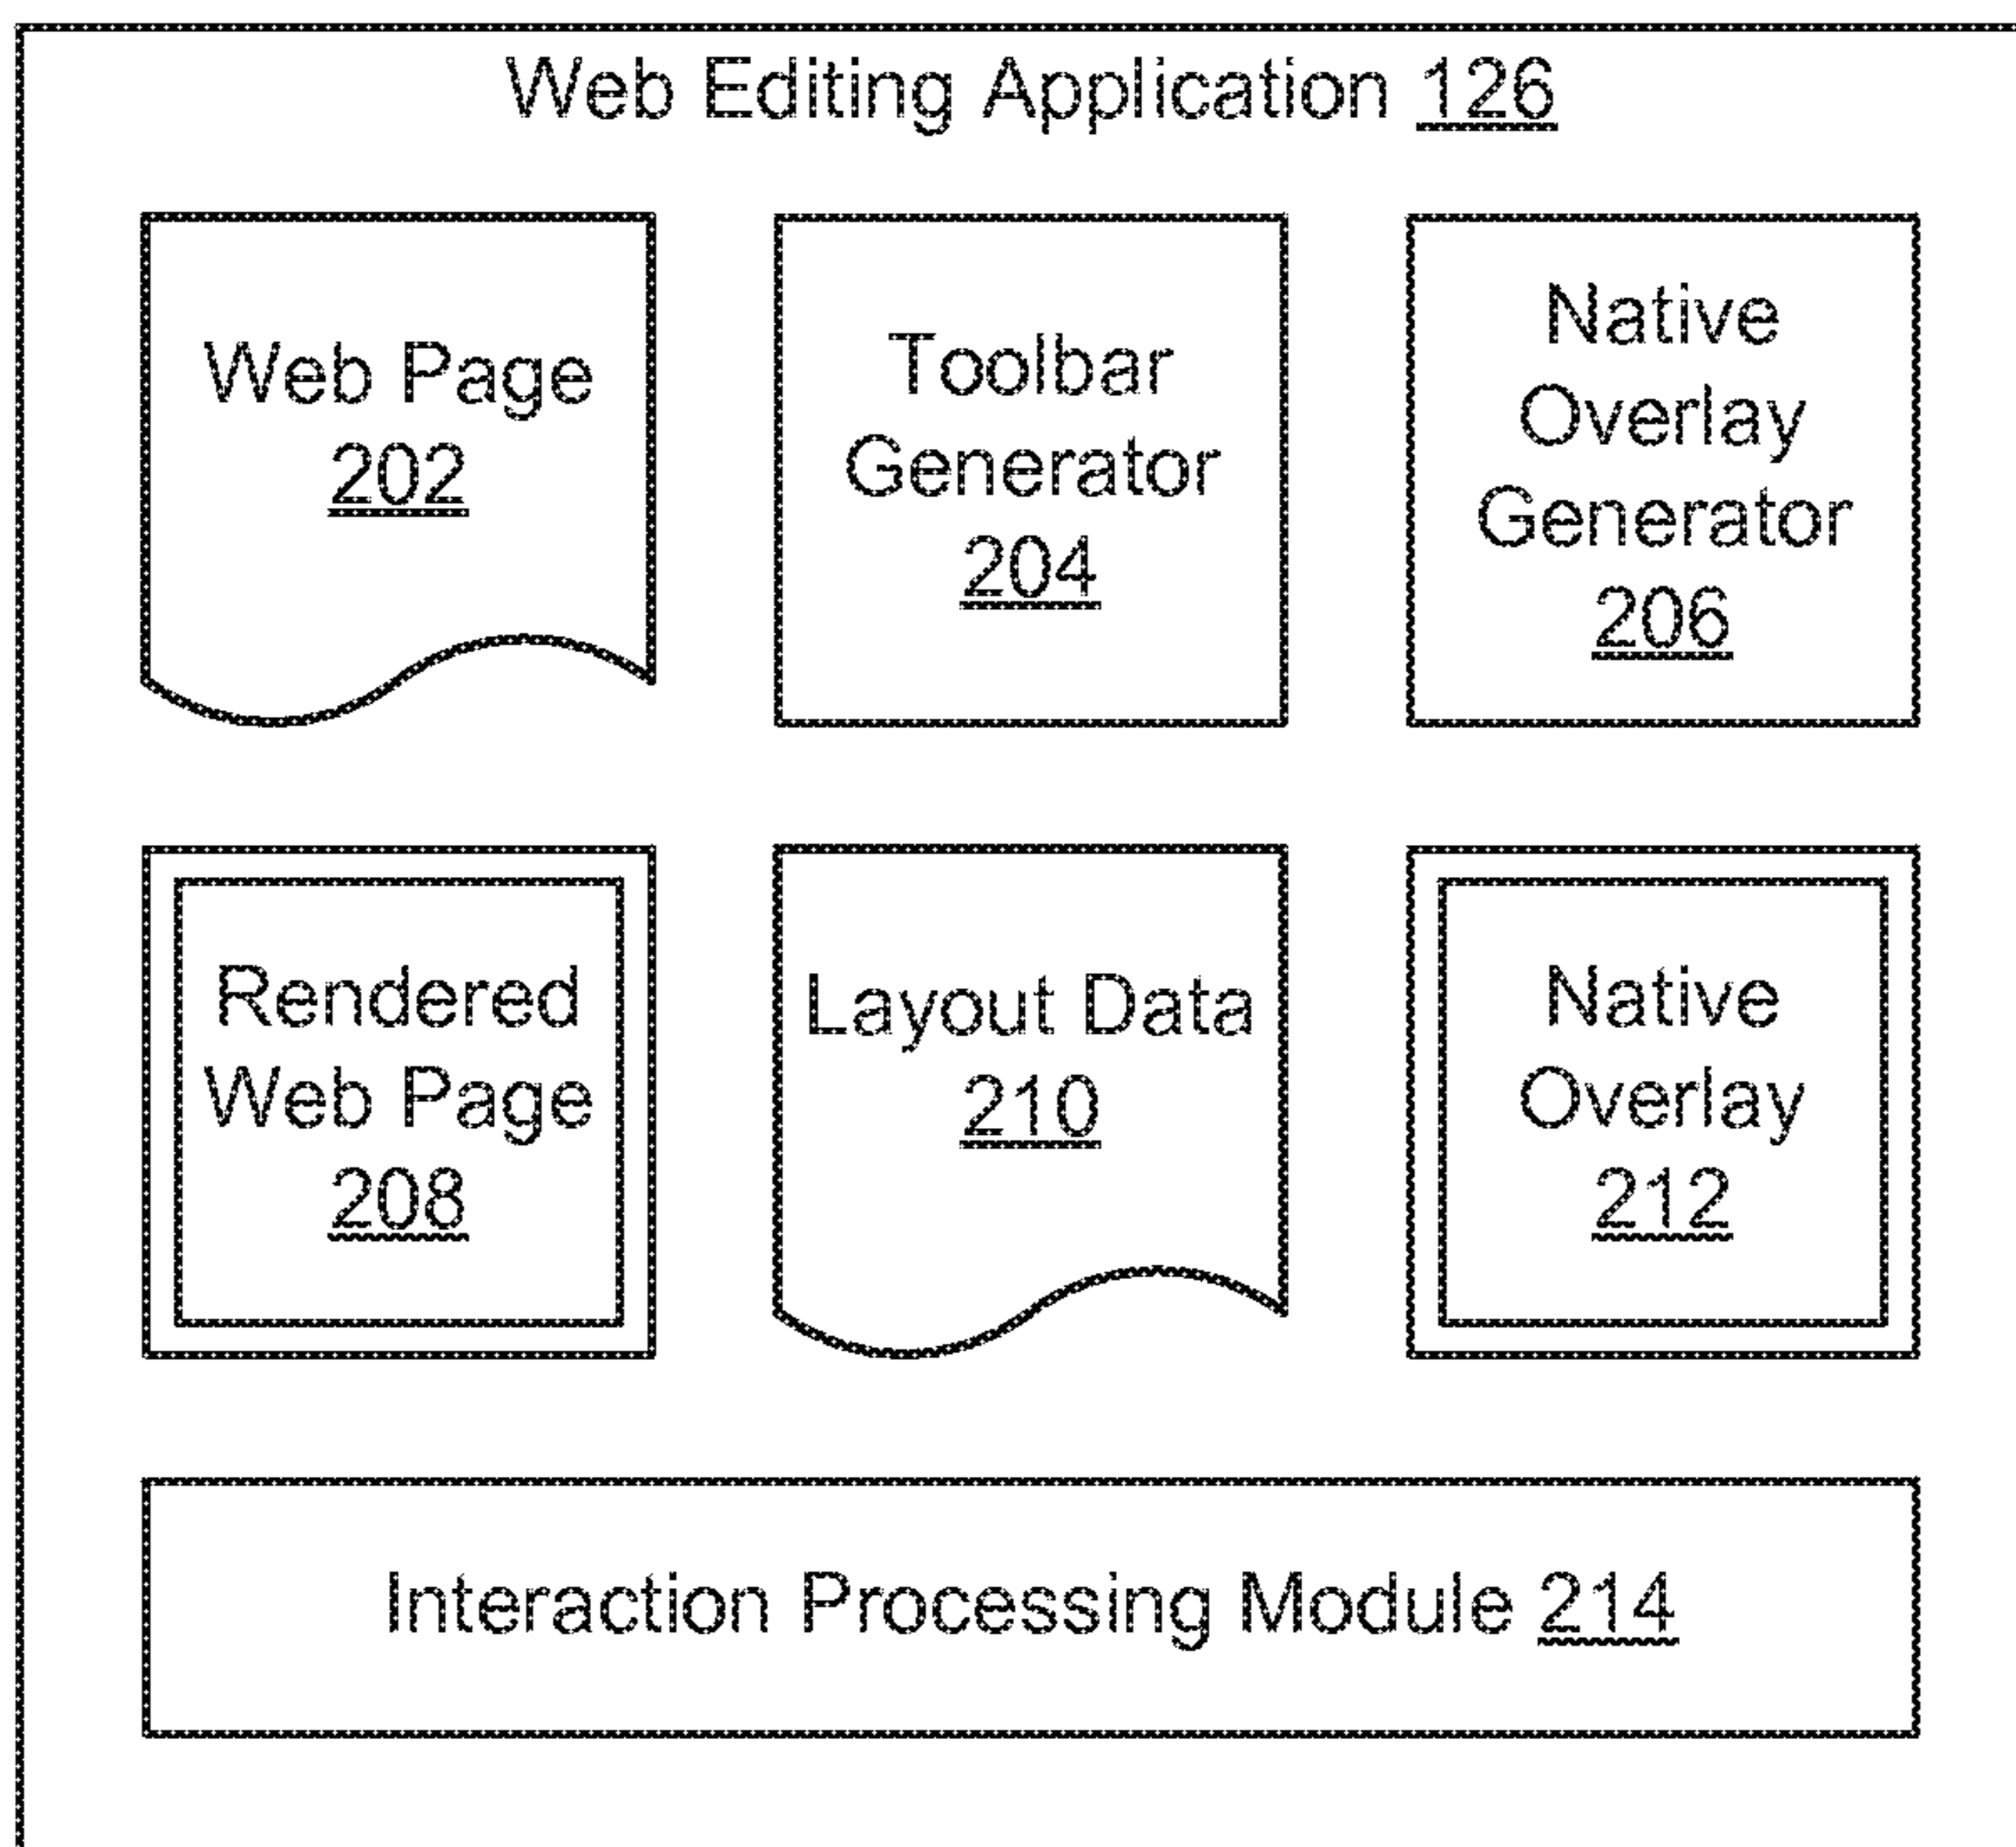 Web Editing Application 126
Web Page
202
Toolbar
Generator
204
Native
Overlay
Generator
206
Rendered
Web Page
208
Layout Data
210
Native
Overlay
212
Interaction Processing Module 214